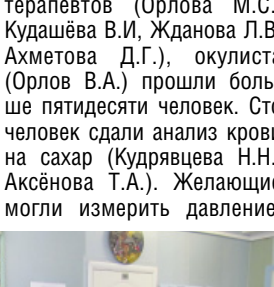 терапевтов (Орлова М.С.
Кудашёва В.И, Жданова Л.В
Ахметова Д.Г.), окулиста
(Орлов В.А.) прошли боль
ше пятидесяти человек. Сто
человек сдали анализ крови
на сахар (Кудрявцева Н.Н.
Аксёнова Т.А.). Желающие
могли измерить давление